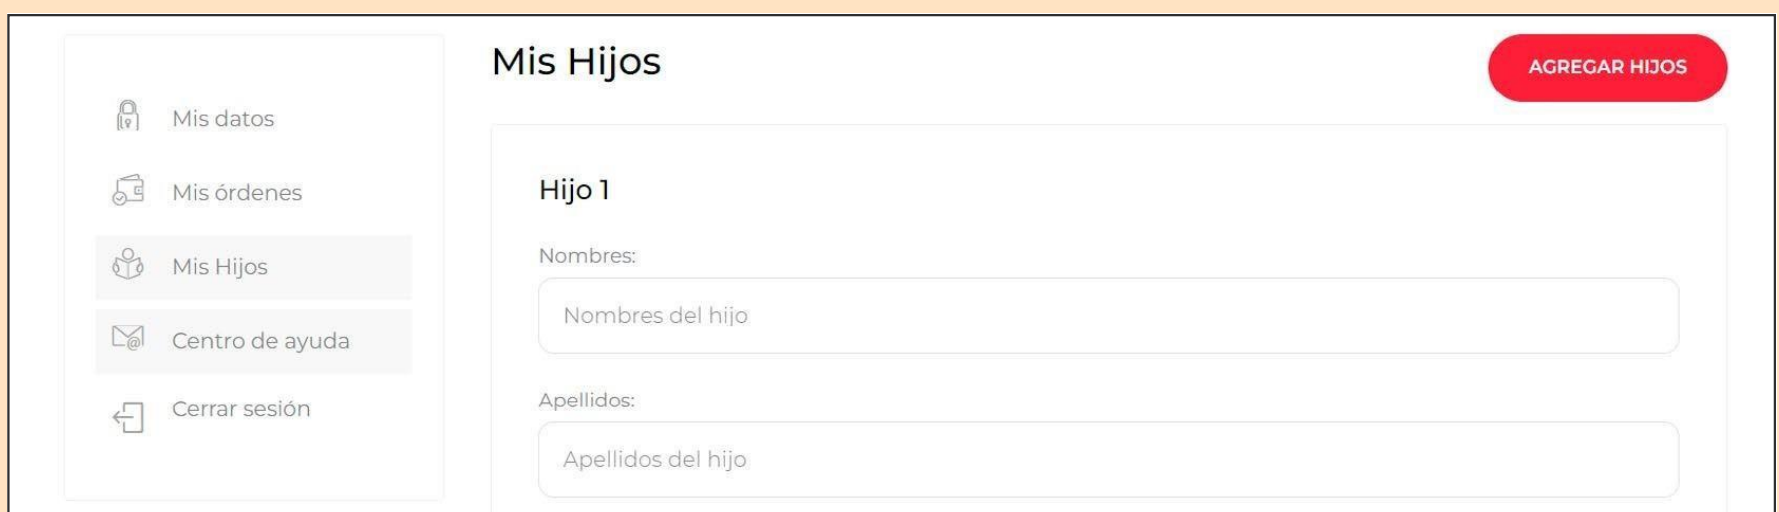 Mis datos
Mis órdenes
Mis Hijos
Centro de ayuda
Cerrar sesión
Mis Hijos
AGREGAR HIJOS
Hijo 1
Nombres:
Nombres del hijo
Apellidos:
Apellidos del hijo